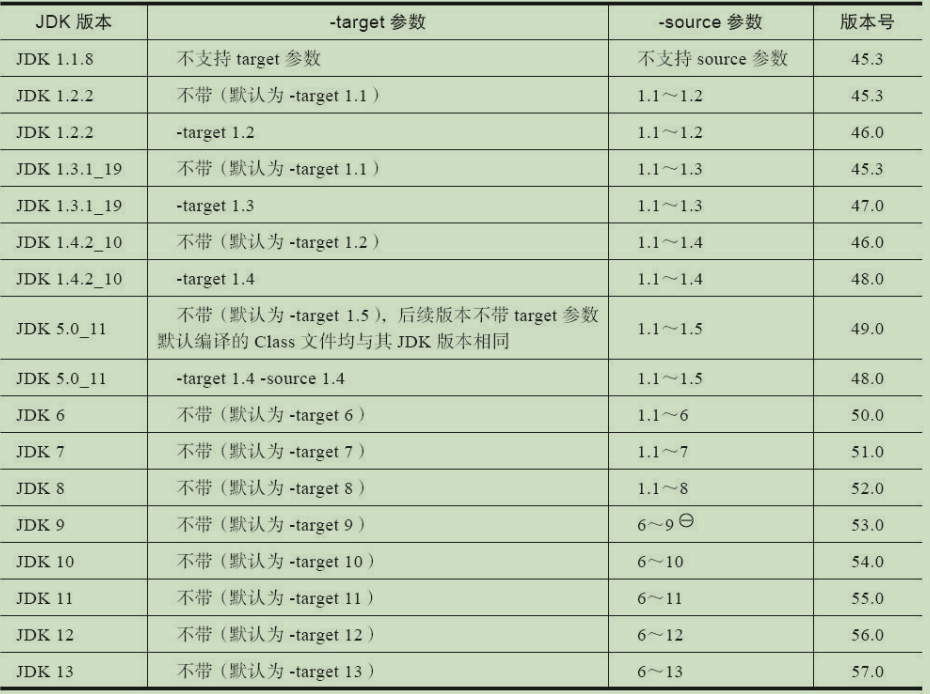 JDK 版本 -target 参数 -source 参数 版本号
JDK 1.1.8 不支持 target 参数 不支持 source 参数 45.3
JDK 1.2.2 不带（默认为 -target 1.1） 1.1～1.2 45.3
JDK 1.2.2 -target 1.2 1.1～1.2 46.0
JDK 1.3.1_19 不带（默认为 -target 1.1） 1.1～1.3 45.3
JDK 1.3.1_19 -target 1.3 1.1～1.3 47.0
JDK 1.4.2_10 不带（默认为 -target 1.2） 1.1～1.4 46.0
JDK 1.4.2_10 -target 1.4 1.1～1.4 48.0
JDK 5.0_11 不带（默认为 -target 1.5），后续版本不带 target 参数
默认编译的 Class 文件均与其 JDK 版本相同 1.1～1.5 49.0
JDK 5.0_11 -target 1.4 -source 1.4 1.1～1.5 48.0
JDK 6 不带（默认为 -target 6） 1.1～6 50.0
JDK 7 不带（默认为 -target 7） 1.1～7 51.0
JDK 8 不带（默认为 -target 8） 1.1～8 52.0
JDK 9 不带（默认为 -target 9） 6～9⊖ 53.0
JDK 10 不带（默认为 -target 10） 6～10 54.0
JDK 11 不带（默认为 -target 11） 6～11 55.0
JDK 12 不带（默认为 -target 12） 6～12 56.0
JDK 13 不带（默认为 -target 13） 6～13 57.0